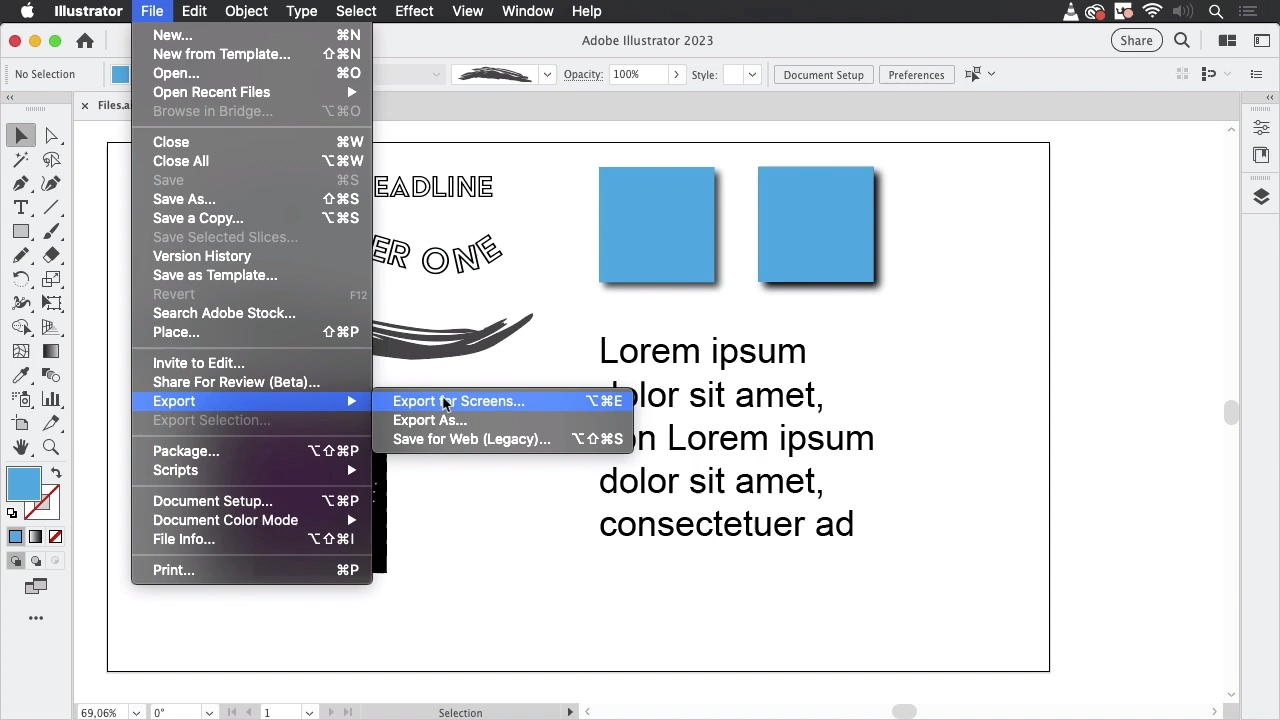 Illustrator File Edit Object Type Select Effect View Window Help
Adobe Illustrator 2023
Share
No Selection
Opacity: 100% Style: Document Setup Preferences
× Files.a
New... ⌘N
New from Template... ⇧⌘N
Open... ⌘O
Open Recent Files
Browse in Bridge... ⌥⌘O
Close ⌘W
Close All ⌥⌘W
Save ⌘S
Save As... ⇧⌘S
Save a Copy... ⌥⌘S
Save Selected Slices...
Version History
Save as Template...
Revert F12
Search Adobe Stock...
Place... ⇧⌘P
Invite to Edit...
Share For Review (Beta)...
Export
Export Selection...
Package... ⌥⇧⌘P
Scripts
Document Setup... ⌥⌘P
Document Color Mode
File Info... ⌥⇧⌘I
Print... ⌘P
Export for Screens... ⌥⌘E
Export As...
Save for Web (Legacy)... ⌥⇧⌘S
EADLINE
ER ONE
Lorem ipsum
dolor sit amet,
on Lorem ipsum
dolor sit amet,
consectetuer ad
69,06% 0° 1 Selection